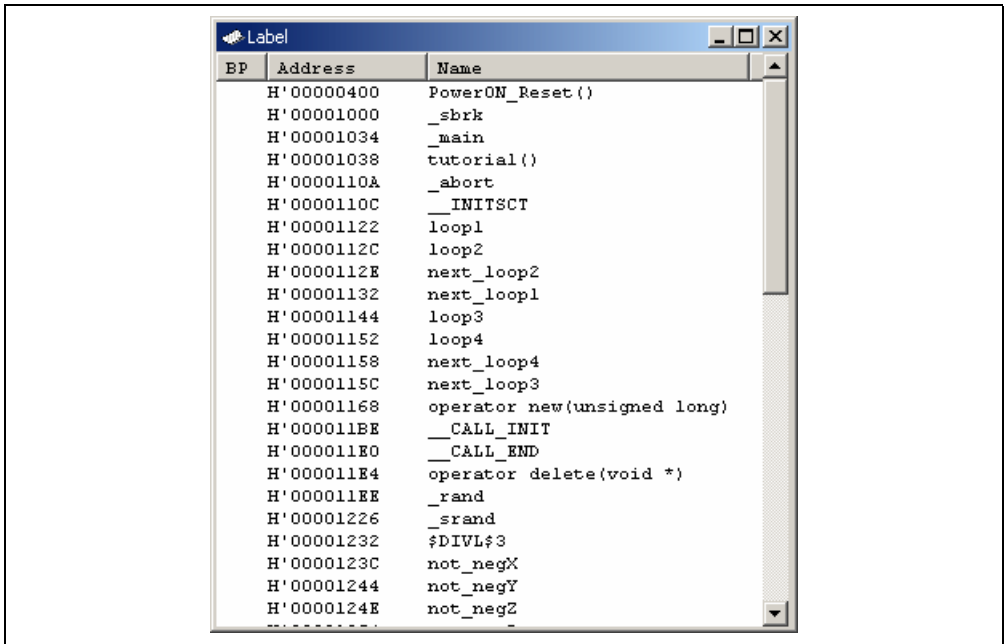 Label
BP Address Name
H'00000400 PowerON_Reset()
H'00001000 _sbrk
H'00001034 _main
H'00001038 tutorial()
H'0000110A _abort
H'0000110C __INITSCT
H'00001122 loop1
H'0000112C loop2
H'0000112E next_loop2
H'00001132 next_loop1
H'00001144 loop3
H'00001152 loop4
H'00001158 next_loop4
H'0000115C next_loop3
H'00001168 operator new(unsigned long)
H'000011BE __CALL_INIT
H'000011E0 __CALL_END
H'000011E4 operator delete(void *)
H'000011EE _rand
H'00001226 _srand
H'00001232 $DIVL$3
H'0000123C not_negX
H'00001244 not_negY
H'0000124E not_negZ